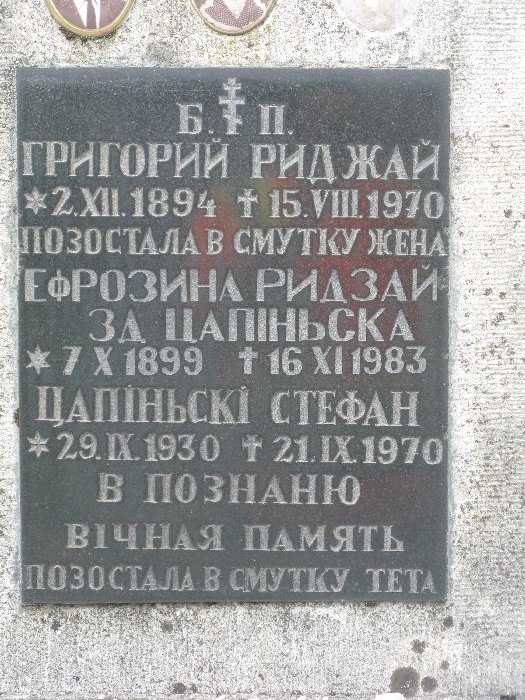 Б. П.
ГРИГОРИЙ РИДЖАЙ
*2.XII.1894 ✝15.VIII.1970
ПОЗОСТАЛА В СМУТКУ ЖЕНА
ЕФРОЗИНА РИДЗАЙ
ЗД ЦАПІНЬСКА
*7 X 1899 ✝16 XI 1983
ЦАПІНЬСКІ СТЕФАН
*29.IX.1930 ✝21.IX.1970
В ПОЗНАНЮ
ВІЧНАЯ ПАМЯТЬ
ПОЗОСТАЛА В СМУТКУ ТЕТА